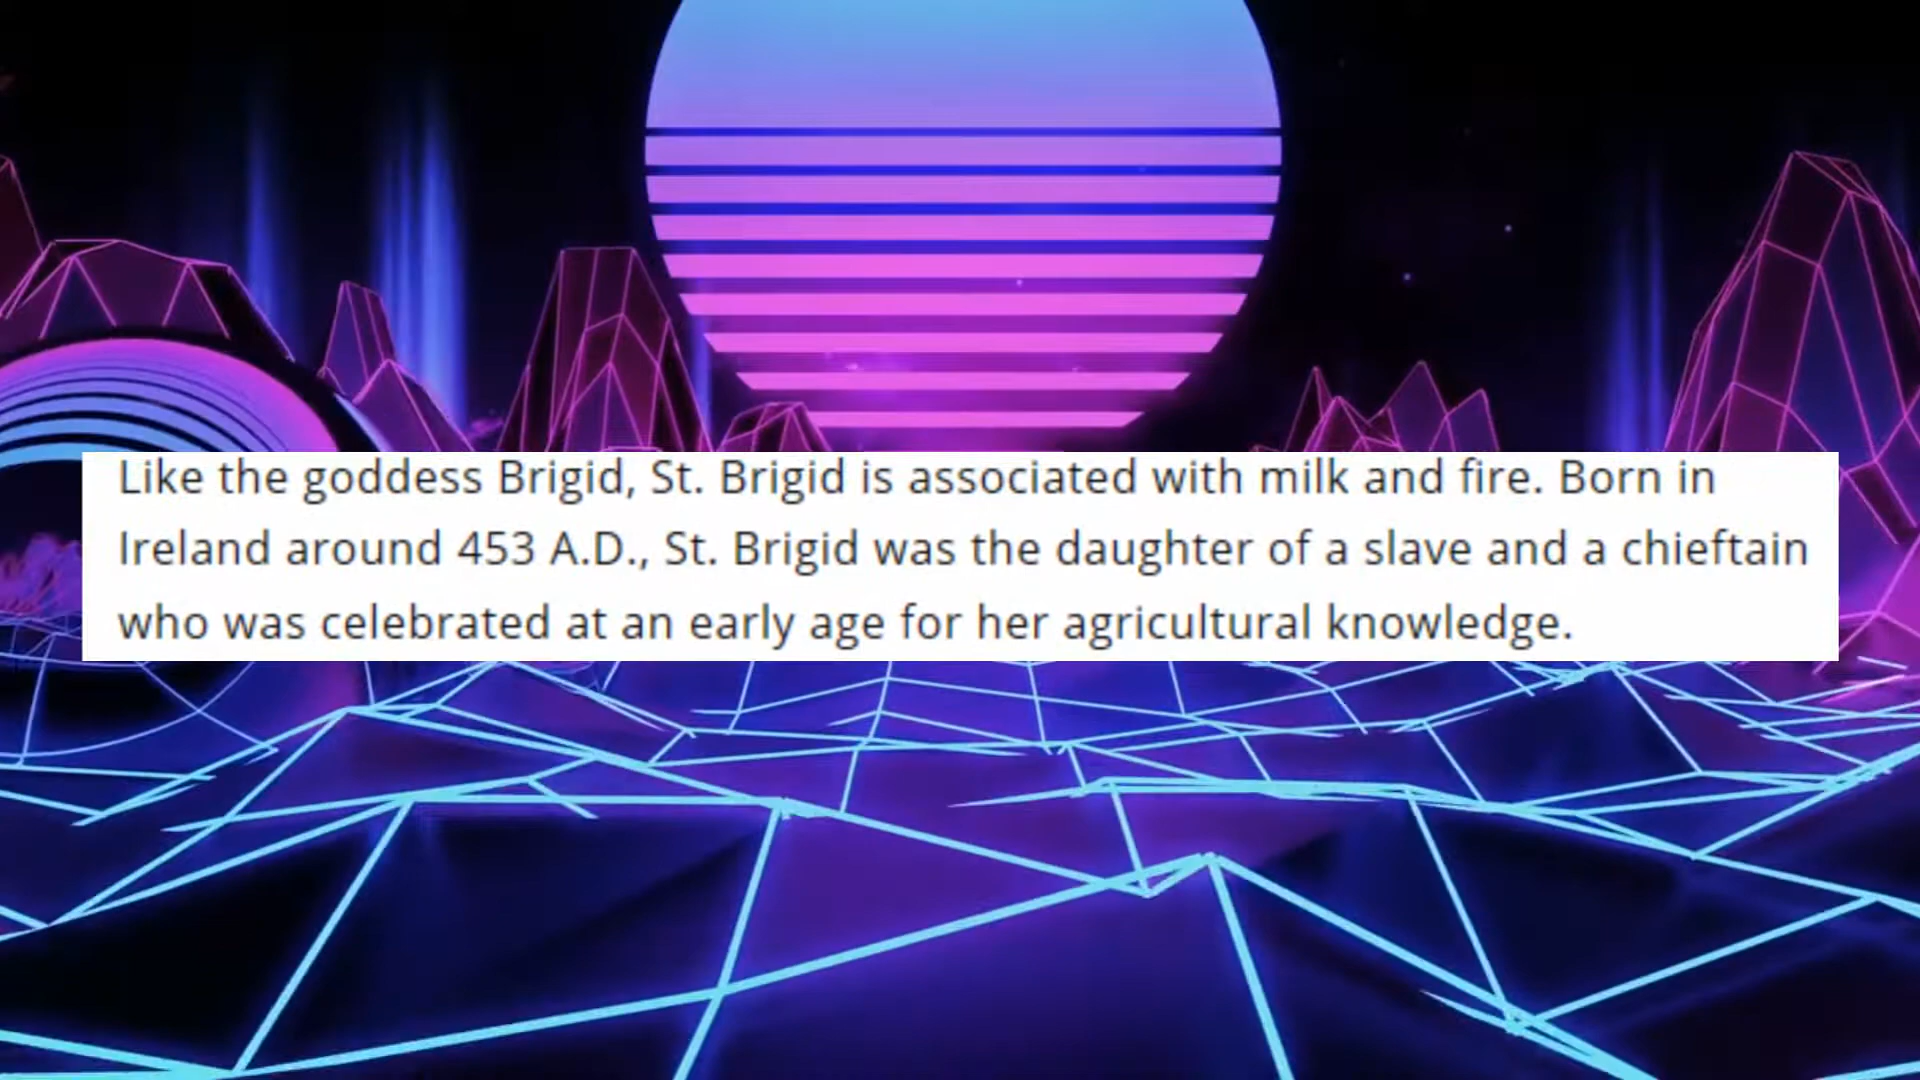 Like the goddess Brigid, St. Brigid is associated with milk and fire. Born in
Ireland around 453 A.D., St. Brigid was the daughter of a slave and a chieftain
who was celebrated at an early age for her agricultural knowledge.